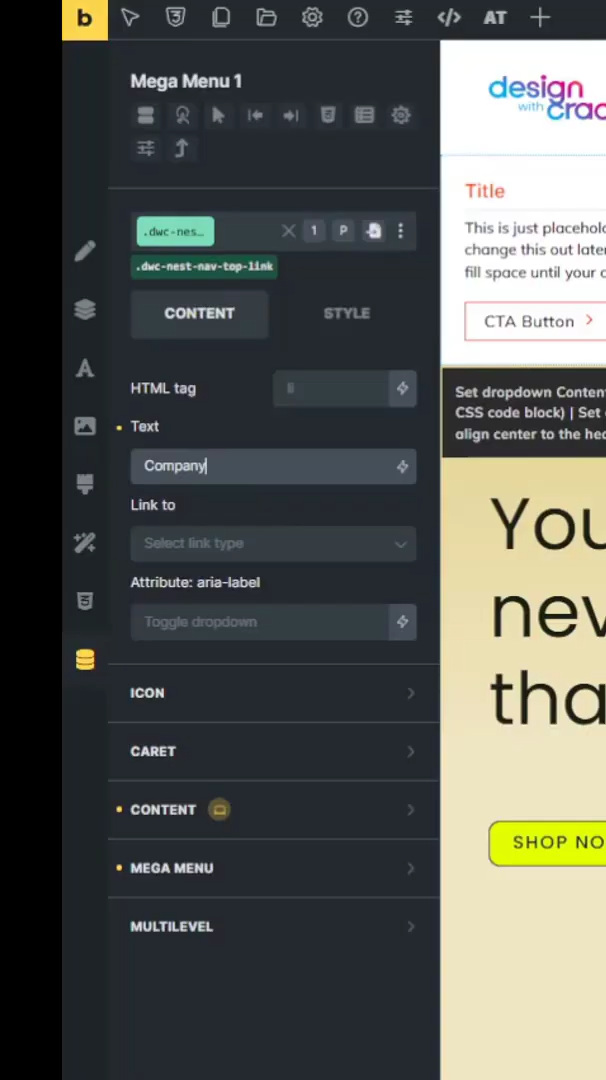 b
AT
Mega Menu 1
.dwc-nes…
1
P
.dwc-nest-nav-top-link
CONTENT
STYLE
HTML tag
Text
Company
Link to
Select link type
Attribute: aria-label
Toggle dropdown
ICON
CARET
CONTENT
MEGA MENU
MULTILEVEL
design
with crac
Title
This is just placehol
change this out later
fill space until your
CTA Button
Set dropdown Conten
CSS code block) | Set
align center to the hea
You
nev
tha
SHOP NO